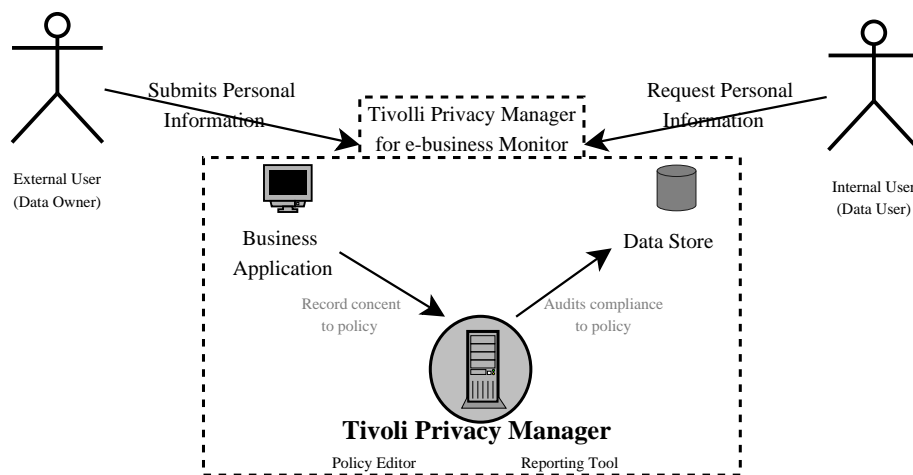 Submits Personal
Information
Request Personal
Information
Tivolli Privacy Manager
for e-business Monitor
External User
(Data Owner)
Internal User
(Data User)
Business
Application
Data Store
Record concent
to policy
Audits compliance
to policy
Tivoli Privacy Manager
Policy Editor
Reporting Tool